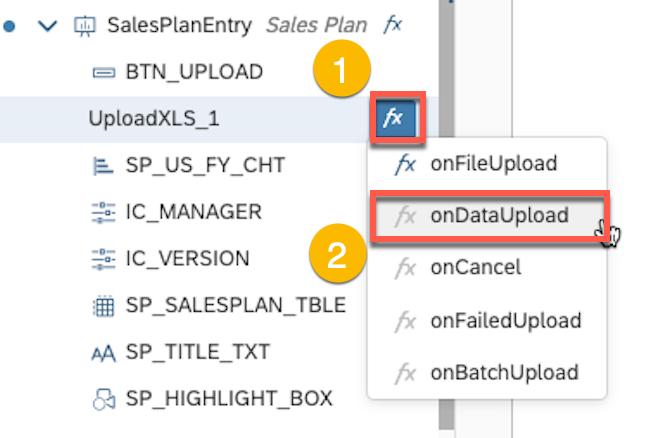 SalesPlanEntry Sales Plan fx
BTN_UPLOAD
1
UploadXLS_1 fx
SP_US_FY_CHT
fx onFileUpload
IC_MANAGER
fx onDataUpload
2
IC_VERSION
fx onCancel
SP_SALESPLAN_TBLE
fx onFailedUpload
AA SP_TITLE_TXT
fx onBatchUpload
SP_HIGHLIGHT_BOX